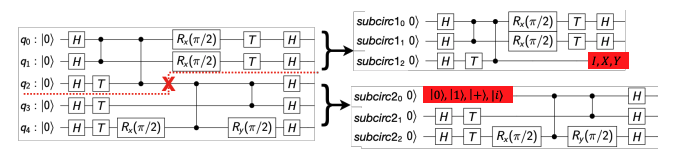 q₀ : |0⟩ H Rₓ(π/2) T H
q₁ : |0⟩ H Rₓ(π/2) T H
q₂ : |0⟩ H T X H
q₃ : |0⟩ H T H
q₄ : |0⟩ H T Rₓ(π/2) Rᵧ(π/2) H
subcirc1₀ 0⟩ H Rₓ(π/2) T H
subcirc1₁ 0⟩ H Rₓ(π/2) T H
subcirc1₂ 0⟩ H T I, X, Y
subcirc2₀ 0⟩ |0⟩, |1⟩, |+⟩, |i⟩ H
subcirc2₁ 0⟩ H T H
subcirc2₂ 0⟩ H T Rₓ(π/2) Rᵧ(π/2) H